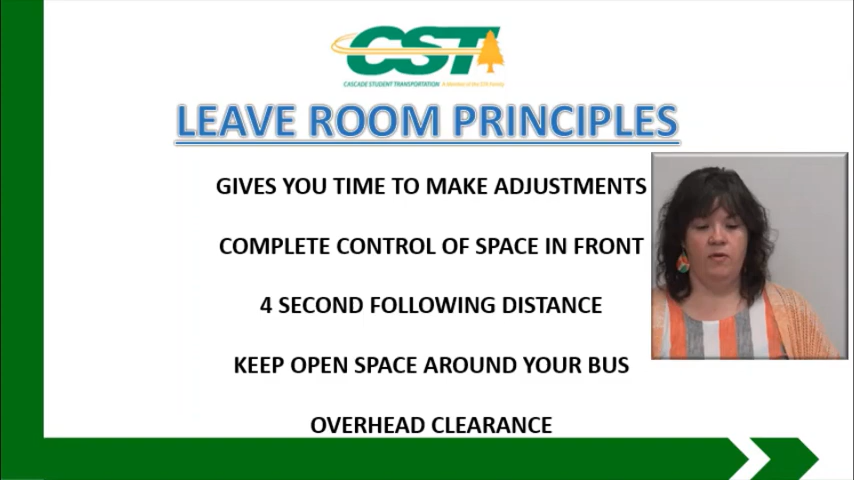 CST
CASCADE STUDENT TRANSPORTATION
LEAVE ROOM PRINCIPLES
GIVES YOU TIME TO MAKE ADJUSTMENTS
COMPLETE CONTROL OF SPACE IN FRONT
4 SECOND FOLLOWING DISTANCE
KEEP OPEN SPACE AROUND YOUR BUS
OVERHEAD CLEARANCE